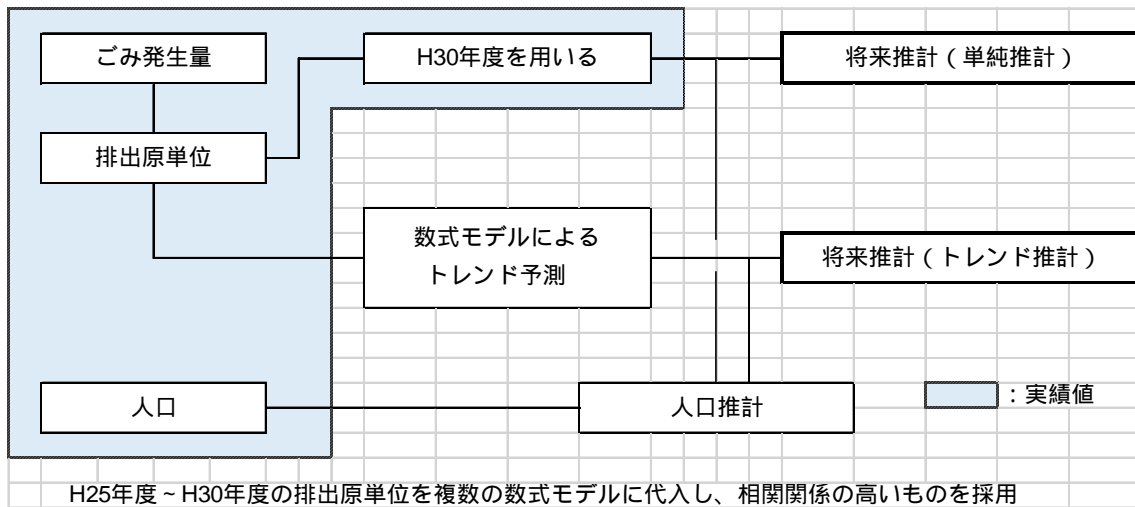 ごみ発生量
H30年度を用いる
将来推計（単純推計）
排出原単位
数式モデルによる
トレンド予測
将来推計（トレンド推計）
人口
人口推計
：実績値
H25年度～H30年度の排出原単位を複数の数式モデルに代入し、相関関係の高いものを採用